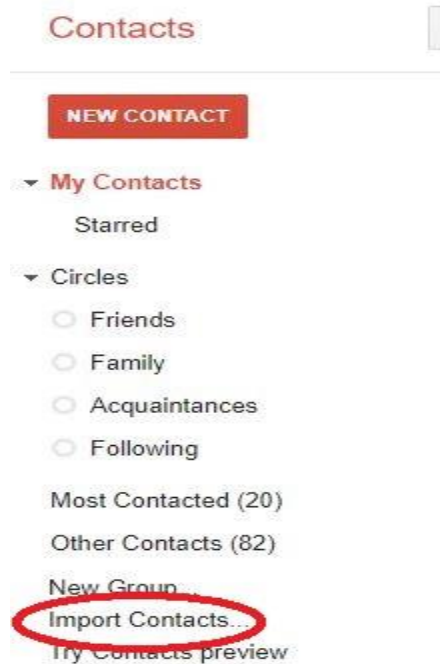 Contacts
NEW CONTACT
My Contacts
Starred
Circles
Friends
Family
Acquaintances
Following
Most Contacted (20)
Other Contacts (82)
New Group...
Import Contacts...
Try Contacts preview